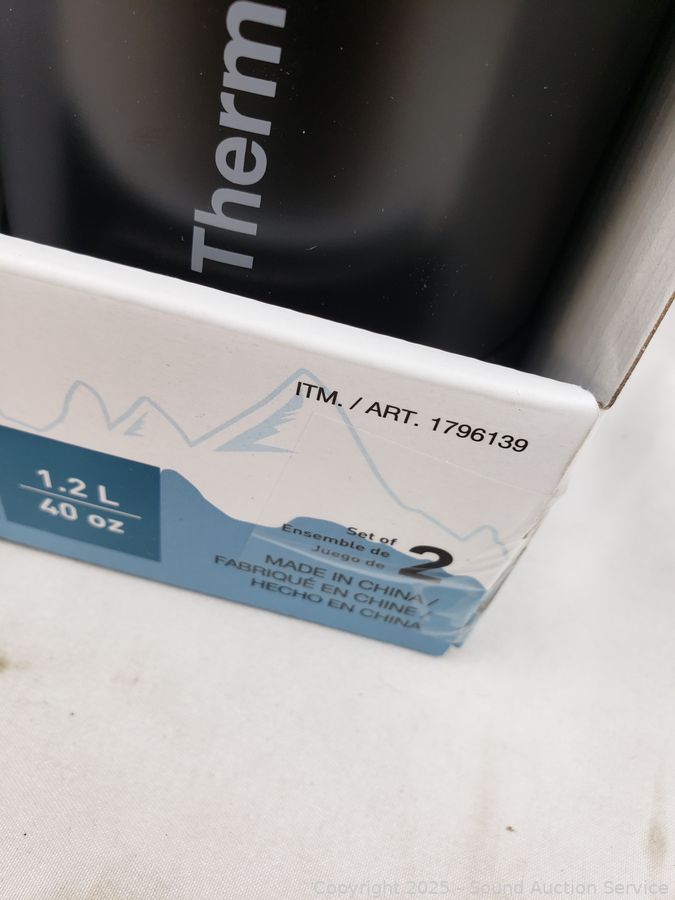 Therm
ITM. / ART. 1796139
1.2 L
40 oz
Set of
Ensemble de
Juego de
2
MADE IN CHINA /
FABRIQUÉ EN CHINE /
HECHO EN CHINA
Copyright 2025 - Sound Auction Service